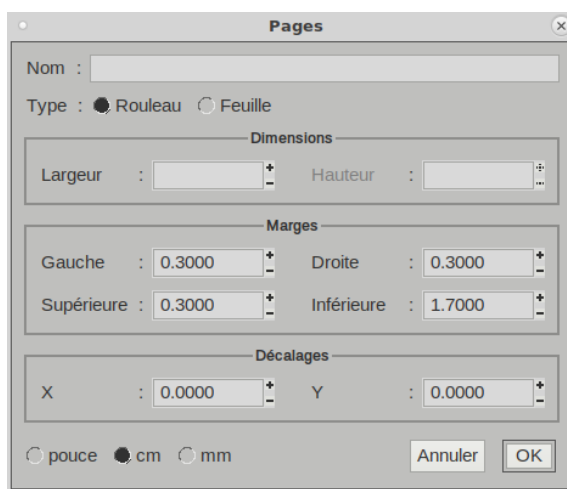 Pages
Nom :
Type : Rouleau Feuille
Dimensions
Largeur : Hauteur :
Marges
Gauche : 0.3000 Droite : 0.3000
Supérieure : 0.3000 Inférieure : 1.7000
Décalages
X : 0.0000 Y : 0.0000
pouce cm mm Annuler OK